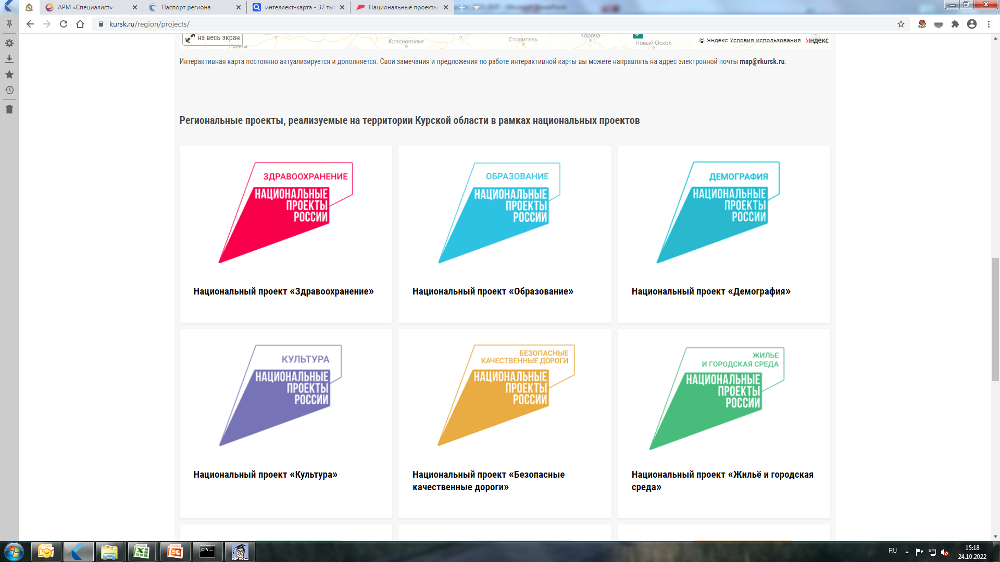 АРМ «Специалист»
Паспорт региона
интеллект-карта - 37 тыс
Национальные проекты
kursk.ru/region/projects/
на весь экран
Ромны
Краснополье
Строитель
Короча
Новый Оскол
© Яндекс Условия использования Яндекс
Интерактивная карта постоянно актуализируется и дополняется. Свои замечания и предложения по работе интерактивной карты вы можете направлять на адрес электронной почты map@rkursk.ru.
Региональные проекты, реализуемые на территории Курской области в рамках национальных проектов
ЗДРАВООХРАНЕНИЕ
НАЦИОНАЛЬНЫЕ
ПРОЕКТЫ
РОССИИ
Национальный проект «Здравоохранение»
ОБРАЗОВАНИЕ
НАЦИОНАЛЬНЫЕ
ПРОЕКТЫ
РОССИИ
Национальный проект «Образование»
ДЕМОГРАФИЯ
НАЦИОНАЛЬНЫЕ
ПРОЕКТЫ
РОССИИ
Национальный проект «Демография»
КУЛЬТУРА
НАЦИОНАЛЬНЫЕ
ПРОЕКТЫ
РОССИИ
Национальный проект «Культура»
БЕЗОПАСНЫЕ
КАЧЕСТВЕННЫЕ ДОРОГИ
НАЦИОНАЛЬНЫЕ
ПРОЕКТЫ
РОССИИ
Национальный проект «Безопасные
качественные дороги»
ЖИЛЬЕ
И ГОРОДСКАЯ СРЕДА
НАЦИОНАЛЬНЫЕ
ПРОЕКТЫ
РОССИИ
Национальный проект «Жильё и городская
среда»
C:\
RU
15:18
24.10.2022